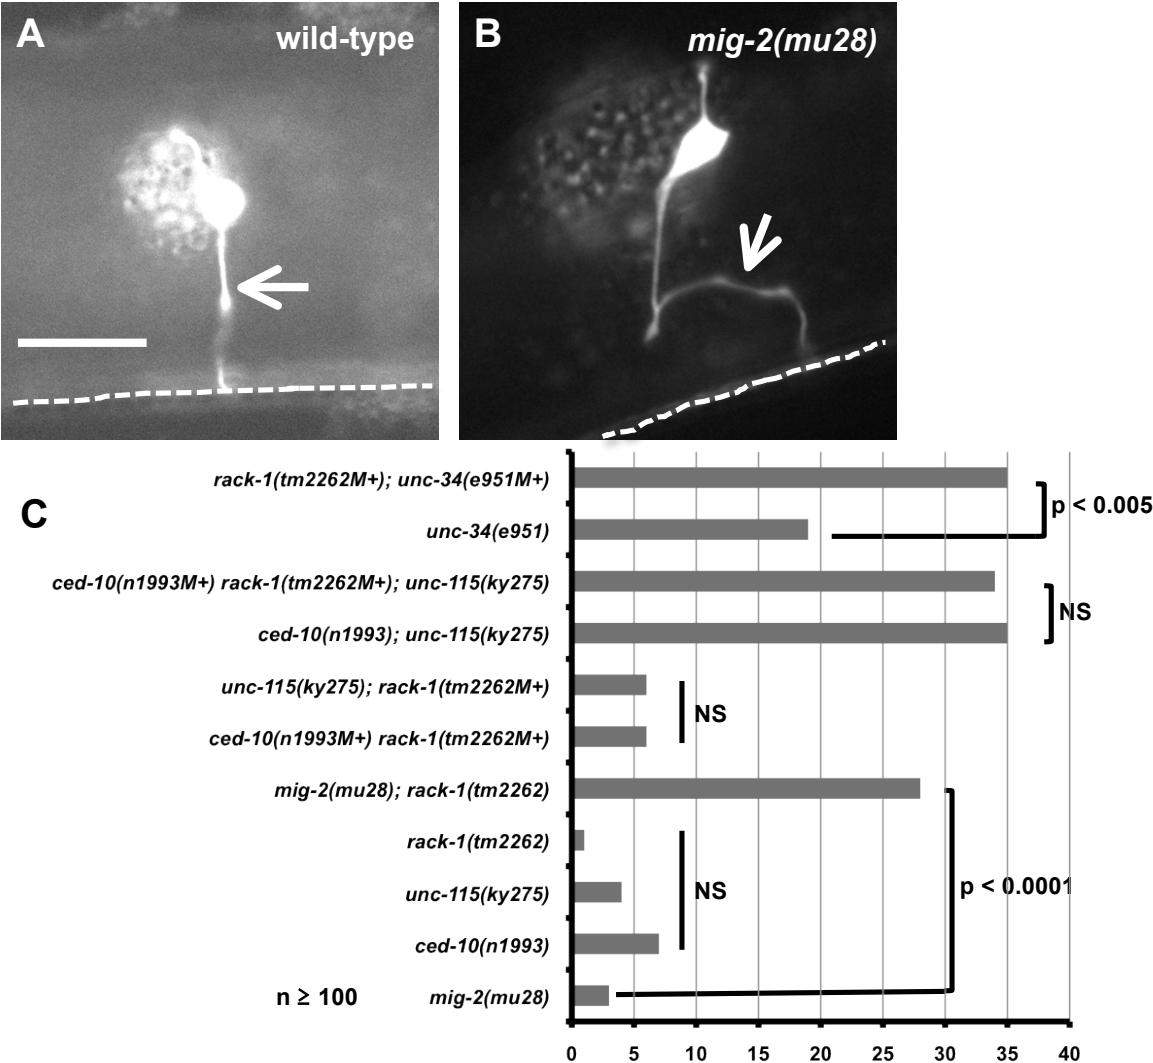 A
wild-type
B
mig-2(mu28)
C
rack-1(tm2262M+); unc-34(e951M+)
p < 0.005
unc-34(e951)
ced-10(n1993M+) rack-1(tm2262M+); unc-115(ky275)
NS
ced-10(n1993); unc-115(ky275)
unc-115(ky275); rack-1(tm2262M+)
NS
ced-10(n1993M+) rack-1(tm2262M+)
mig-2(mu28); rack-1(tm2262)
rack-1(tm2262)
unc-115(ky275)
NS
p < 0.0001
ced-10(n1993)
n ≥ 100
mig-2(mu28)
0 5 10 15 20 25 30 35 40